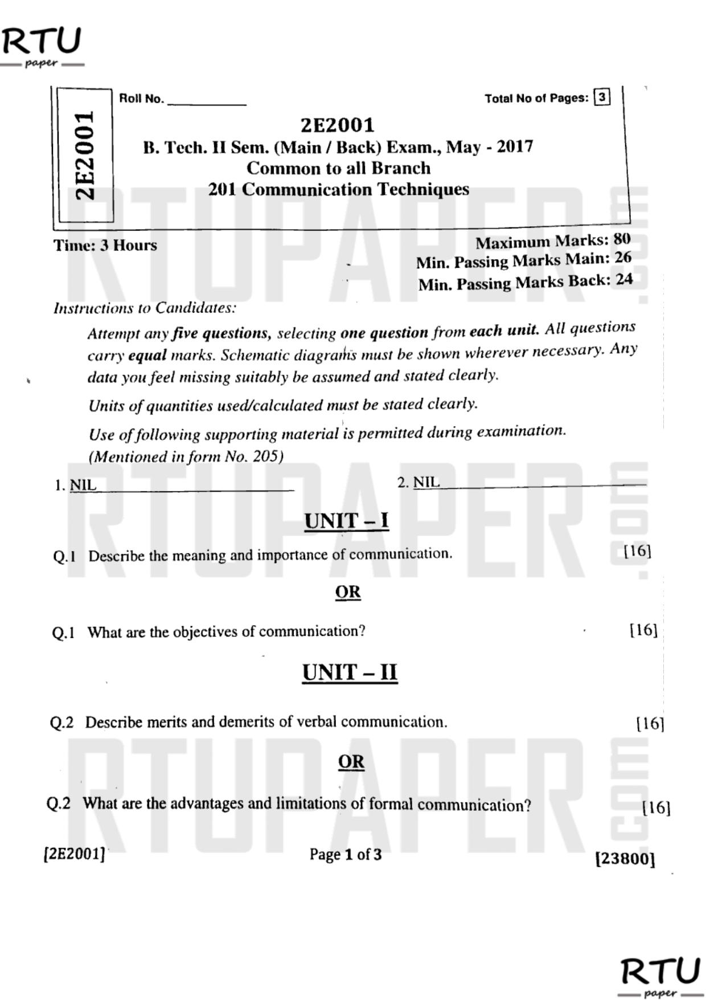 RTU
paper
2E2001
Roll No. ____________
Total No of Pages: 3
2E2001
B. Tech. II Sem. (Main / Back) Exam., May - 2017
Common to all Branch
201 Communication Techniques
Time: 3 Hours
Maximum Marks: 80
Min. Passing Marks Main: 26
Min. Passing Marks Back: 24
Instructions to Candidates:
Attempt any five questions, selecting one question from each unit. All questions
carry equal marks. Schematic diagrams must be shown wherever necessary. Any
data you feel missing suitably be assumed and stated clearly.
Units of quantities used/calculated must be stated clearly.
Use of following supporting material is permitted during examination.
(Mentioned in form No. 205)
1. NIL
2. NIL
UNIT – I
Q.1 Describe the meaning and importance of communication. [16]
OR
Q.1 What are the objectives of communication? [16]
UNIT – II
Q.2 Describe merits and demerits of verbal communication. [16]
OR
Q.2 What are the advantages and limitations of formal communication? [16]
[2E2001] Page 1 of 3 [23800]
RTUPAPER.com
RTUPAPER.com
RTUPAPER.com
RTU
paper